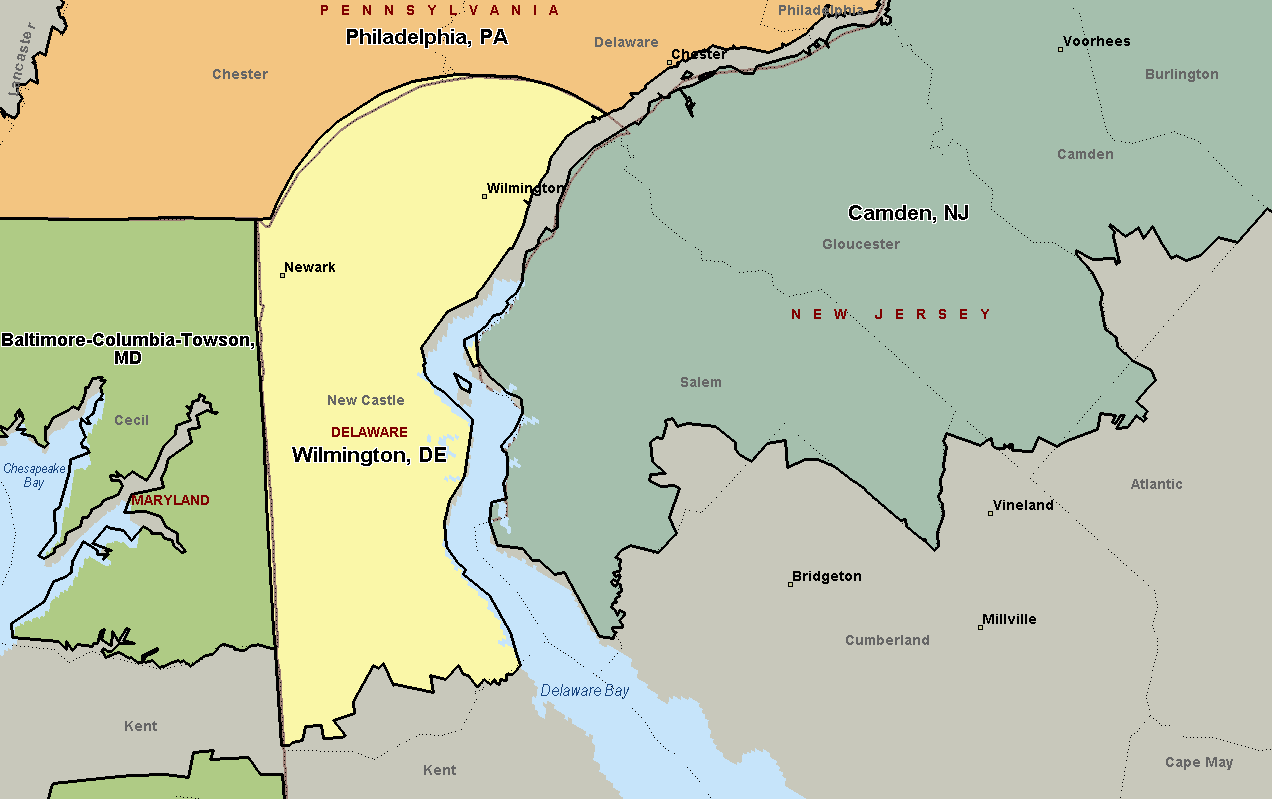 PENNSYLVANIA
Philadelphia
Philadelphia, PA
Delaware
Voorhees
Chester
Lancaster
Chester
Burlington
Camden
Wilmington
Camden, NJ
Gloucester
Newark
NEW JERSEY
Baltimore-Columbia-Towson,
MD
Salem
New Castle
Cecil
DELAWARE
Wilmington, DE
Chesapeake
Bay
Atlantic
MARYLAND
Vineland
Bridgeton
Millville
Cumberland
Delaware Bay
Kent
Kent
Cape May